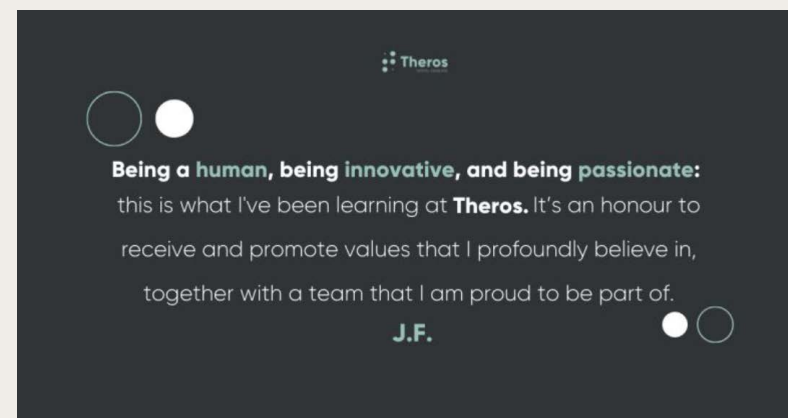 Theros
Being a human, being innovative, and being passionate:
this is what I've been learning at Theros. It’s an honour to
receive and promote values that I profoundly believe in,
together with a team that I am proud to be part of.
J.F.